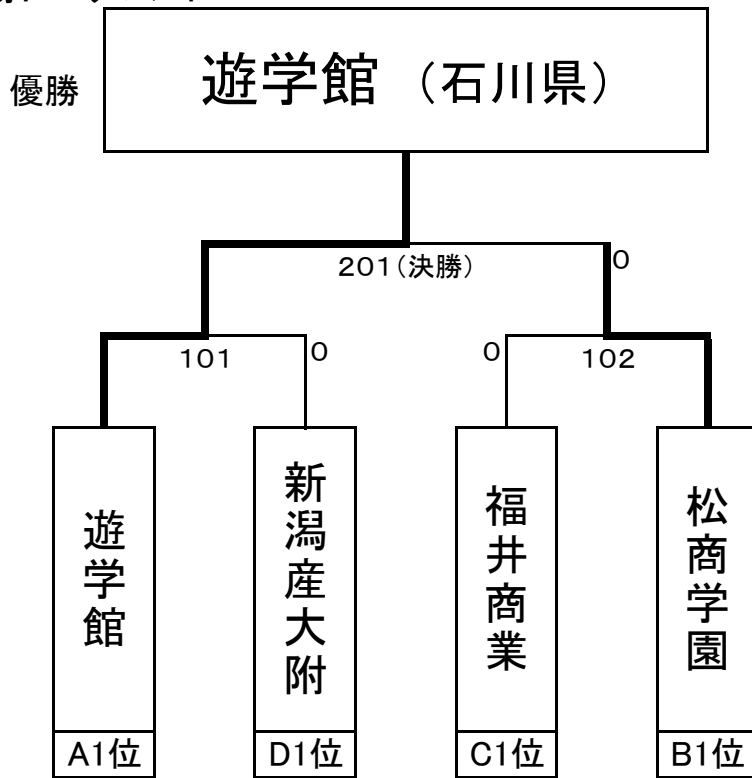 遊学館 （石川県）
優勝
201（決勝）
0
101
0
0
102
遊学館
新潟産大附
福井商業
松商学園
A1位
D1位
C1位
B1位